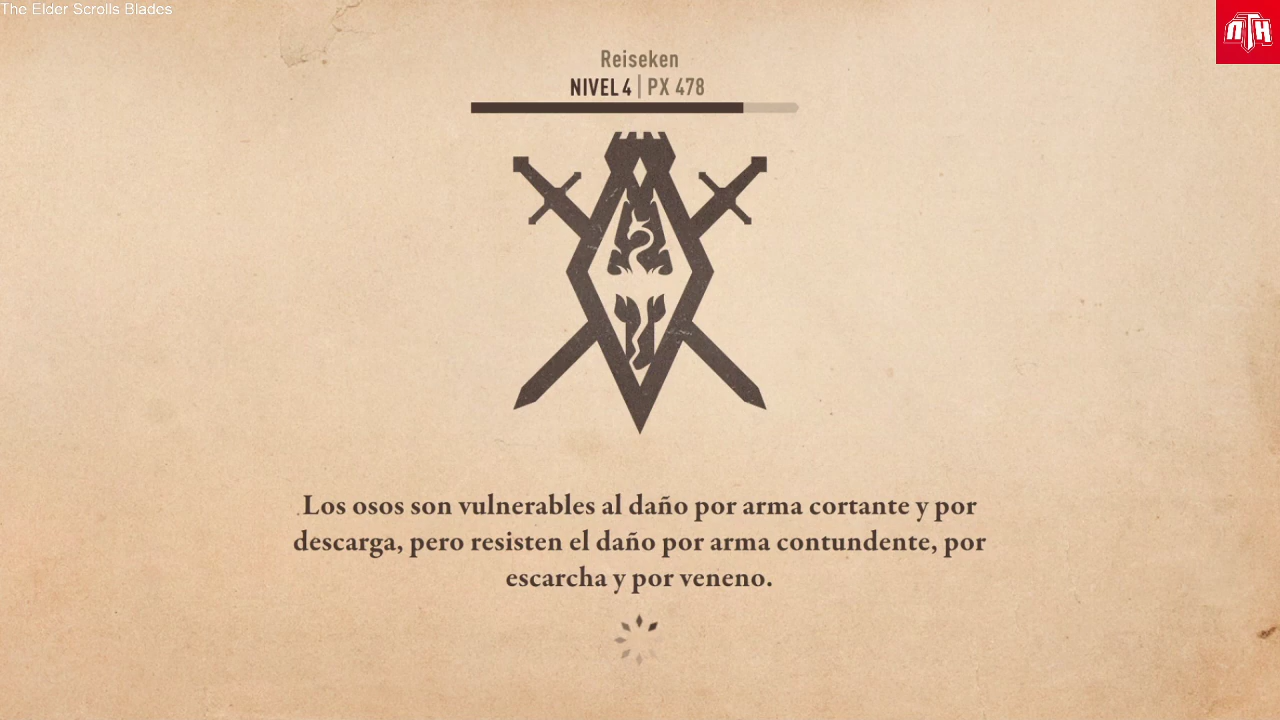 The Elder Scrolls Blades
NTH
Reiseken
NIVEL 4 | PX 478
Los osos son vulnerables al daño por arma cortante y por
descarga, pero resisten el daño por arma contundente, por
escarcha y por veneno.